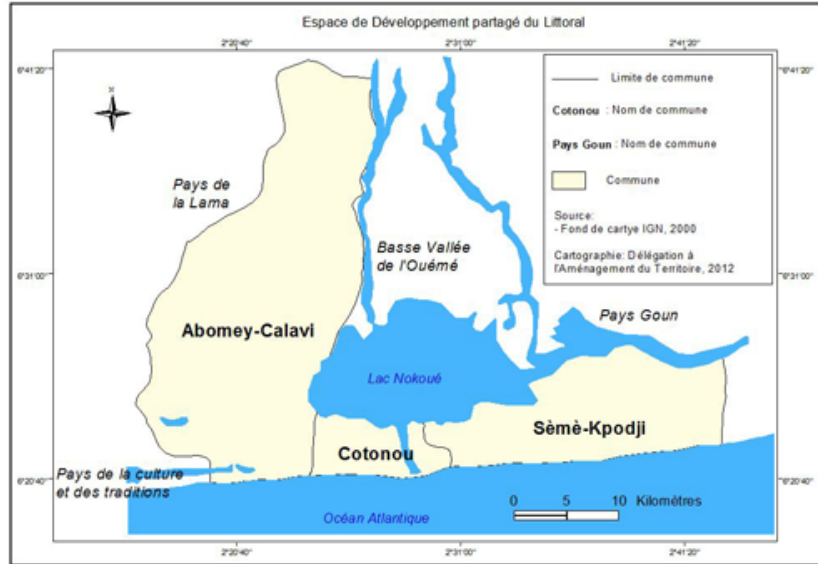 Espace de Développement partagé du Littoral
2°20'40" 2°31'00" 2°41'20"
6°41'20" 6°41'20"
Limite de commune
Cotonou : Nom de commune
Pays Goun : Nom de commune
Commune
Source:
- Fond de cartye IGN, 2000
Cartographie: Délégation à
l'Aménagement du Territoire, 2012
Pays de
la Lama
Basse Vallée
de l'Ouémé
6°31'00" 6°31'00"
Pays Goun
Abomey-Calavi
Lac Nokoué
Sèmè-Kpodji
Cotonou
Pays de la culture
et des traditions
6°20'40" 6°20'40"
0 5 10 Kilomètres
Océan Atlantique
2°20'40" 2°31'00" 2°41'20"